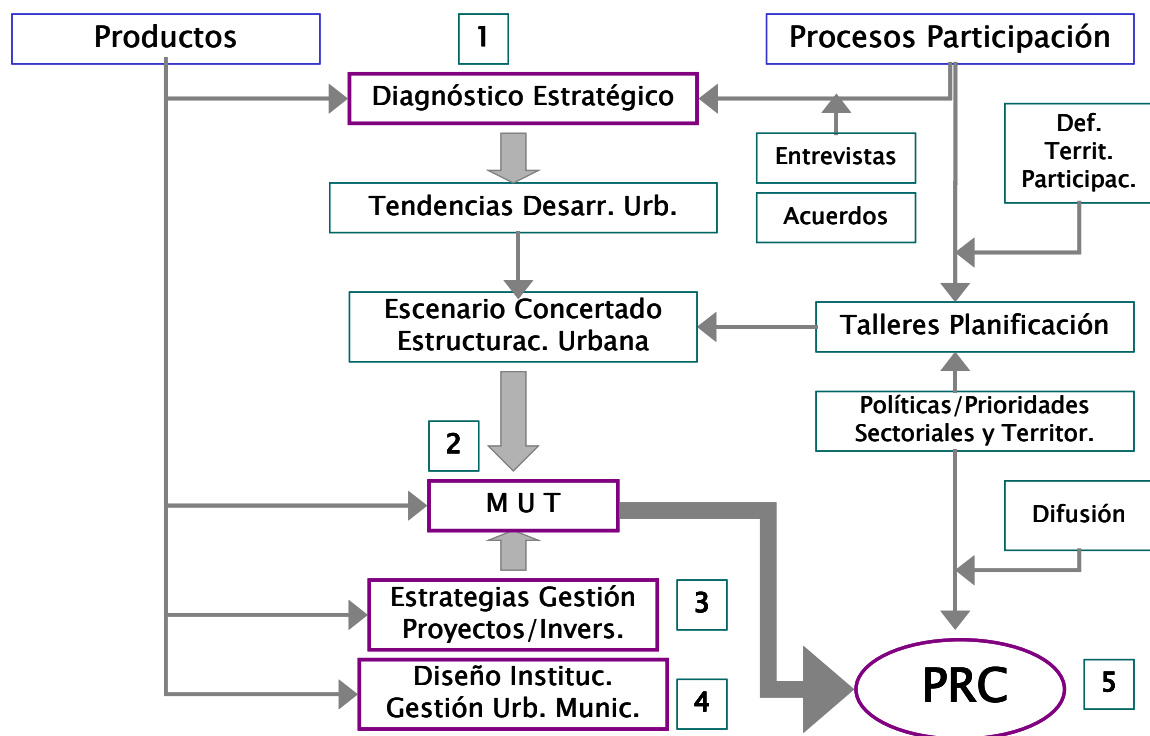 Productos
1
Procesos Participación
Diagnóstico Estratégico
Def.
Territ.
Participac.
Entrevistas
Tendencias Desarr. Urb.
Acuerdos
Escenario Concertado
Estructurac. Urbana
Talleres Planificación
Políticas/Prioridades
Sectoriales y Territor.
2
M U T
Difusión
Estrategias Gestión
Proyectos/Invers.
3
Diseño Instituc.
Gestión Urb. Munic.
4
PRC
5